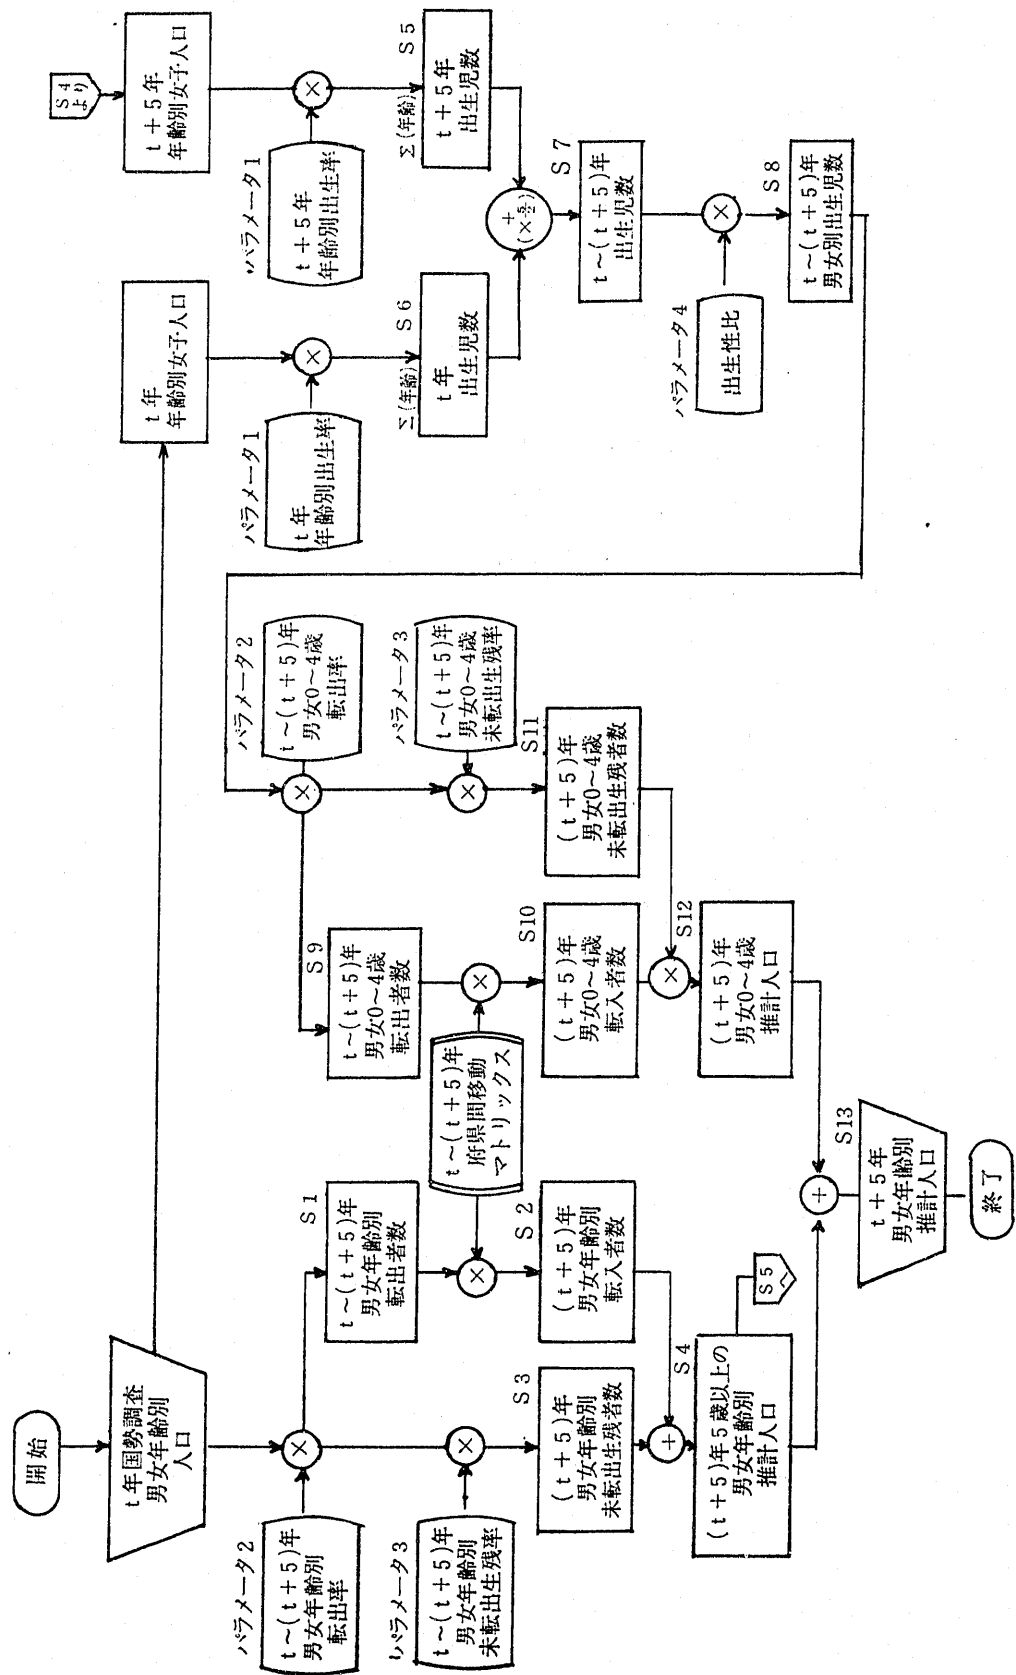 開始
t年国勢調査
男女年齢別
人口
パラメータ2
t～(t+5)年
男女年齢別
転出率
×
パラメータ3
t～(t+5)年
男女年齢別
未転出生残率
×
S1
t～(t+5)年
男女年齢別
転出者数
×
t～(t+5)年
府県間移動
マトリックス
S2
(t+5)年
男女年齢別
転入者数
S3
(t+5)年
男女年齢別
未転出生残者数
+
S4
(t+5)年5歳以上の
男女年齢別
推計人口
S5
へ
t年
年齢別女子人口
パラメータ1
t年
年齢別出生率
×
Σ(年齢)
S6
t年
出生児数
S4
より
t+5年
年齢別女子人口
パラメータ1
t+5年
年齢別出生率
×
Σ(年齢)
S5
t+5年
出生児数
+
(×5/2)
S7
t～(t+5)年
出生児数
パラメータ4
出生性比
×
S8
t～(t+5)年
男女別出生児数
パラメータ2
t～(t+5)年
男女0～4歳
転出率
×
パラメータ3
t～(t+5)年
男女0～4歳
未転出生残率
×
S9
t～(t+5)年
男女0～4歳
転出者数
×
S10
(t+5)年
男女0～4歳
転入者数
S11
(t+5)年
男女0～4歳
未転出生残者数
×
S12
(t+5)年
男女0～4歳
推計人口
+
S13
t+5年
男女年齢別
推計人口
終了